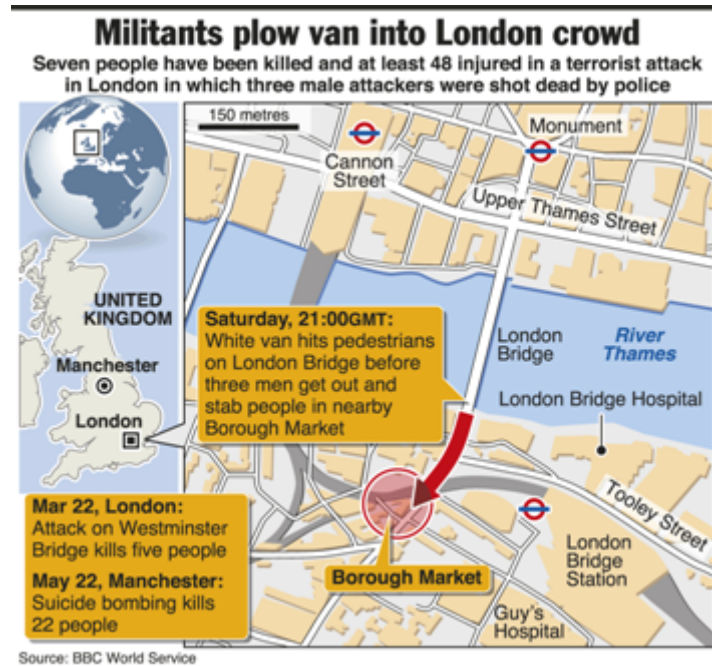 Militants plow van into London crowd
Seven people have been killed and at least 48 injured in a terrorist attack
in London in which three male attackers were shot dead by police
150 metres
Monument
Cannon
Street
Upper Thames Street
UNITED
KINGDOM
Manchester
London
Saturday, 21:00GMT:
White van hits pedestrians
on London Bridge before
three men get out and
stab people in nearby
Borough Market
London
Bridge
River
Thames
London Bridge Hospital
Tooley Street
Mar 22, London:
Attack on Westminster
Bridge kills five people
May 22, Manchester:
Suicide bombing kills
22 people
Borough Market
London
Bridge
Station
Guy's
Hospital
Source: BBC World Service